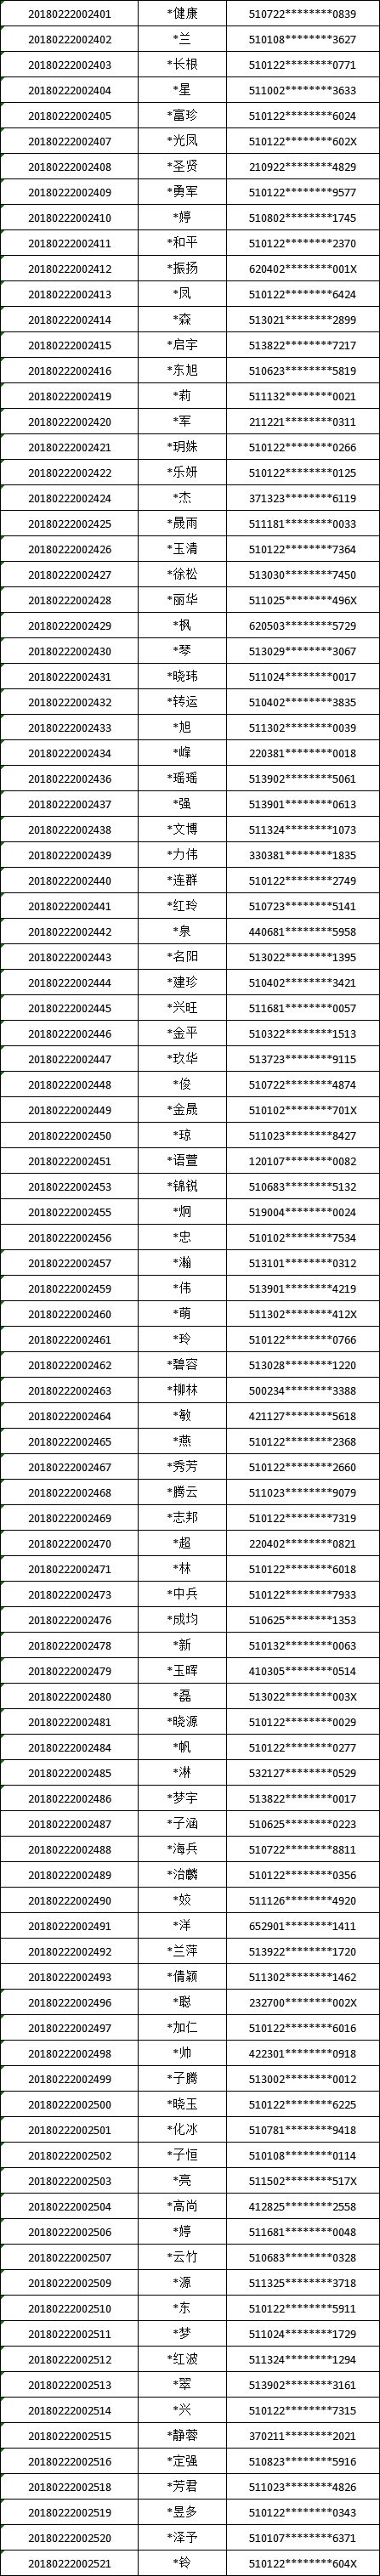 20180222002401 *健康 510722********0839
20180222002402 *兰 510108********3627
20180222002403 *长根 510122********0771
20180222002404 *星 511002********3633
20180222002405 *富珍 510122********6024
20180222002407 *光凤 510122********602X
20180222002408 *圣贤 210922********4829
20180222002409 *勇军 510122********9577
20180222002410 *婷 510802********1745
20180222002411 *和平 510122********2370
20180222002412 *振扬 620402********001X
20180222002413 *凤 510122********6424
20180222002414 *森 513021********2899
20180222002415 *启宇 513822********7217
20180222002416 *东旭 510623********5819
20180222002419 *莉 511132********0021
20180222002420 *军 211221********0311
20180222002421 *玥姝 510122********0266
20180222002422 *乐妍 510122********0125
20180222002424 *杰 371323********6119
20180222002425 *晟雨 511181********0033
20180222002426 *玉清 510122********7364
20180222002427 *徐松 513030********7450
20180222002428 *丽华 511025********496X
20180222002429 *枫 620503********5729
20180222002430 *琴 513029********3067
20180222002431 *晓玮 511024********0017
20180222002432 *转运 510402********3835
20180222002433 *旭 511302********0039
20180222002434 *峰 220381********0018
20180222002436 *瑶瑶 513902********5061
20180222002437 *强 513901********0613
20180222002438 *文博 511324********1073
20180222002439 *力伟 330381********1835
20180222002440 *连群 510122********2749
20180222002441 *红玲 510723********5141
20180222002442 *泉 440681********5958
20180222002443 *名阳 513022********1395
20180222002444 *建珍 510402********3421
20180222002445 *兴旺 511681********0057
20180222002446 *金平 510322********1513
20180222002447 *玖华 513723********9115
20180222002448 *俊 510722********4874
20180222002449 *金晟 510102********701X
20180222002450 *琼 511023********8427
20180222002451 *语萱 120107********0082
20180222002453 *锦锐 510683********5132
20180222002455 *炯 519004********0024
20180222002456 *忠 510102********7534
20180222002457 *瀚 513101********0312
20180222002459 *伟 513901********4219
20180222002460 *萌 511302********412X
20180222002461 *玲 510122********0766
20180222002462 *碧容 513028********1220
20180222002463 *柳林 500234********3388
20180222002464 *敏 421127********5618
20180222002465 *燕 510122********2368
20180222002467 *秀芳 510122********2660
20180222002468 *腾云 511023********9079
20180222002469 *志邦 510122********7319
20180222002470 *超 220402********0821
20180222002471 *林 510122********6018
20180222002473 *中兵 510122********7933
20180222002476 *成均 510625********1353
20180222002478 *新 510132********0063
20180222002479 *玉晖 410305********0514
20180222002480 *磊 513022********003X
20180222002481 *晓源 510122********0029
20180222002484 *帆 510122********0277
20180222002485 *淋 532127********0529
20180222002486 *梦宇 513822********0017
20180222002487 *子涵 510625********0223
20180222002488 *海兵 510722********8811
20180222002489 *治麟 510122********0356
20180222002490 *姣 511126********4920
20180222002491 *洋 652901********1411
20180222002492 *兰萍 513922********1720
20180222002493 *倩颖 511302********1462
20180222002496 *聪 232700********002X
20180222002497 *加仁 510122********6016
20180222002498 *帅 422301********0918
20180222002499 *子腾 513002********0012
20180222002500 *晓玉 510122********6225
20180222002501 *化冰 510781********9418
20180222002502 *子恒 510108********0114
20180222002503 *亮 511502********517X
20180222002504 *高尚 412825********2558
20180222002506 *婷 511681********0048
20180222002507 *云竹 510683********0328
20180222002509 *源 511325********3718
20180222002510 *东 510122********5911
20180222002511 *梦 511024********1729
20180222002512 *红波 511324********1294
20180222002513 *翠 513902********3161
20180222002514 *兴 510122********7315
20180222002515 *静蓉 370211********2021
20180222002516 *定强 510823********5916
20180222002518 *芳君 511023********4826
20180222002519 *昱多 510122********0343
20180222002520 *泽予 510107********6371
20180222002521 *铃 510122********604X